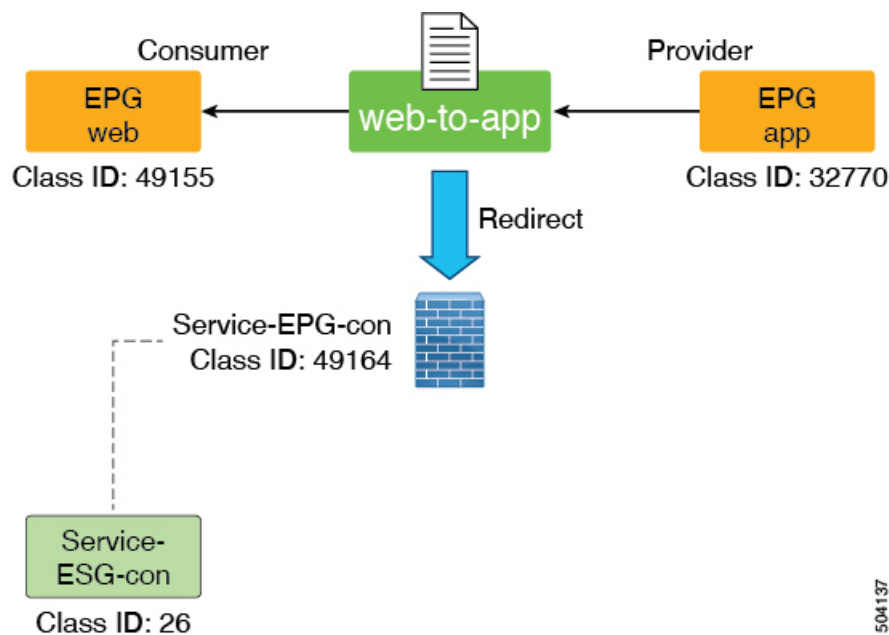 Consumer
Provider
EPG
web
web-to-app
EPG
app
Class ID: 49155
Class ID: 32770
Redirect
Service-EPG-con
Class ID: 49164
Service-
ESG-con
Class ID: 26
504137